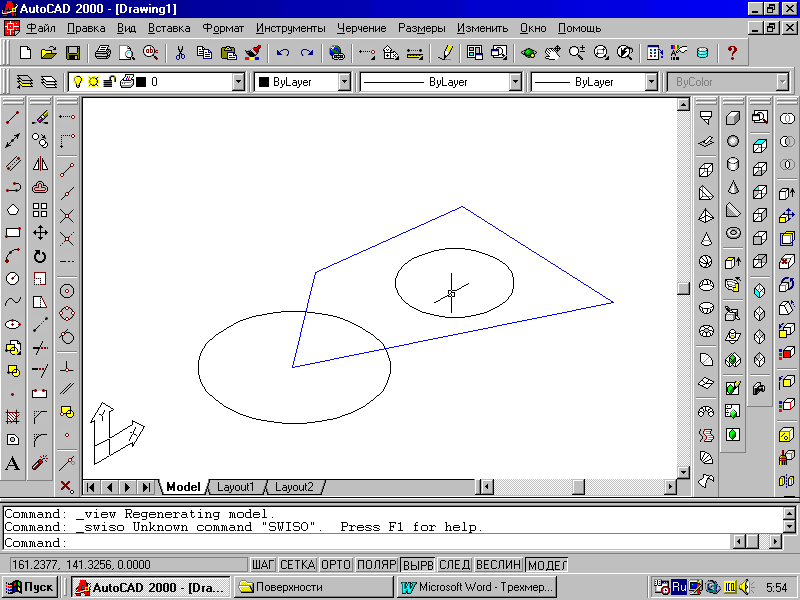 AutoCAD 2000 - [Drawing1]
Файл Правка Вид Вставка Формат Инструменты Черчение Размеры Изменить Окно Помощь
0 ByLayer ByLayer ByLayer ByColor
Y X
A
Model Layout1 Layout2
Command: _view Regenerating model.
Command: _swiso Unknown command "SWISO".  Press F1 for help.
Command:
161.2377, 141.3256, 0.0000 ШАГ СЕТКА ОРТО ПОЛЯР ВЫРВ СЛЕД ВЕСЛИН МОДЕЛ
Пуск AutoCAD 2000 - [Dra... Поверхности Microsoft Word - Трехмер... Ru 5:54